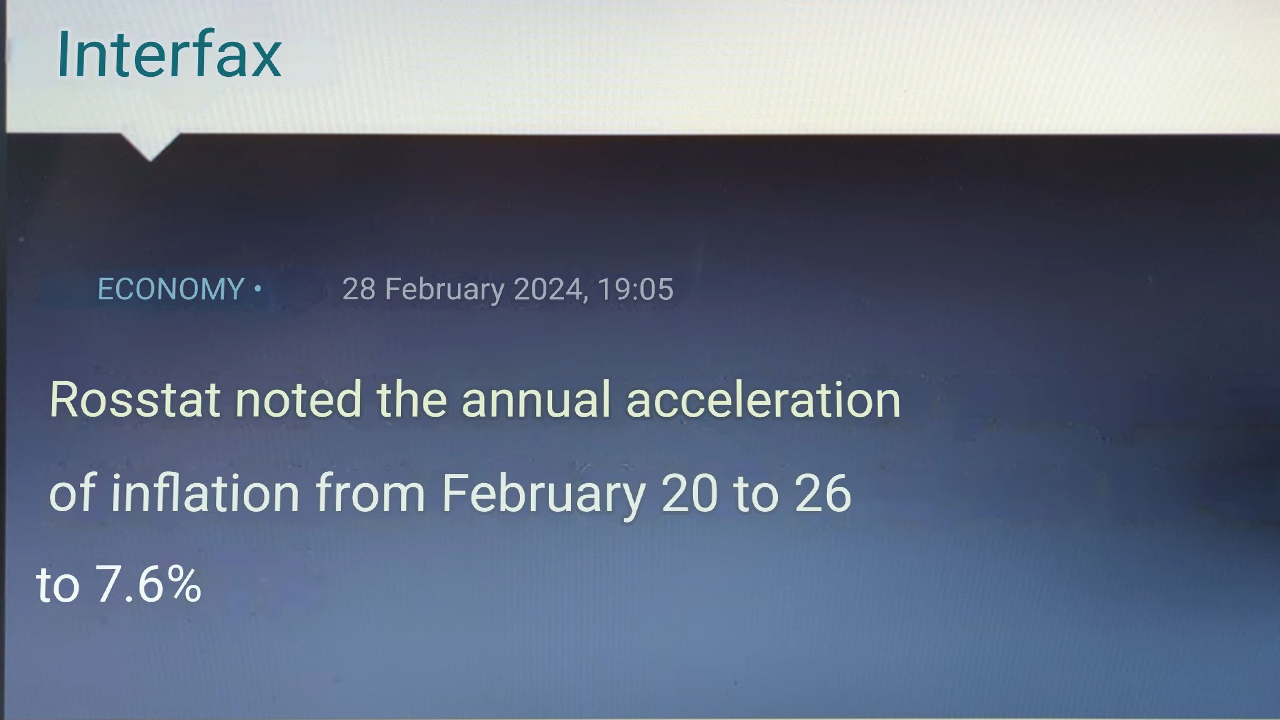 Interfax
ECONOMY •
28 February 2024, 19:05
Rosstat noted the annual acceleration
of inflation from February 20 to 26
to 7.6%